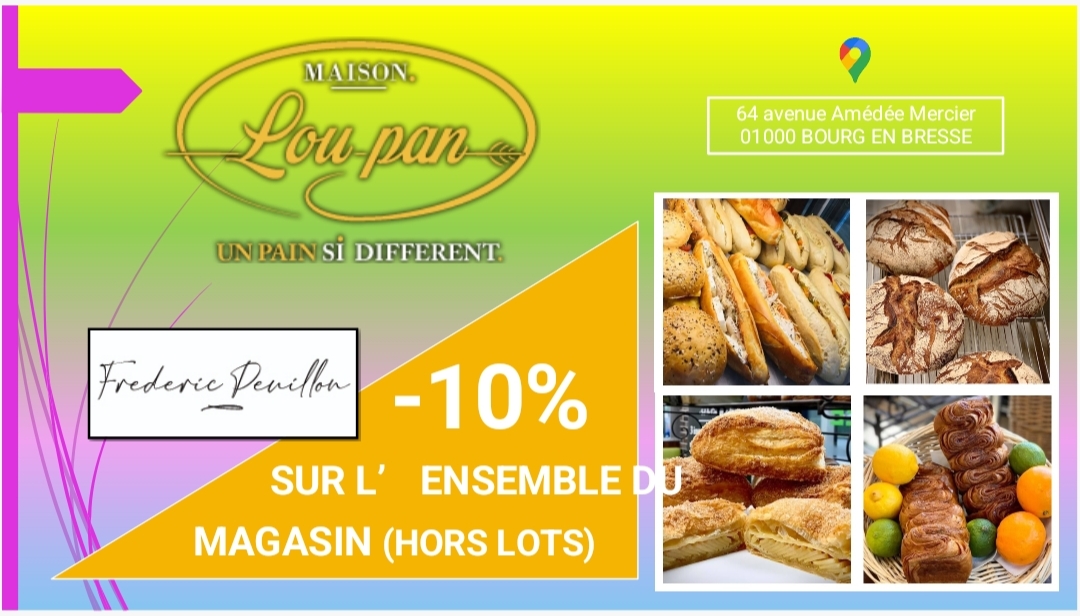 MAISON.
Lou pan
UN PAIN Si DIFFERENT.
64 avenue Amédée Mercier
01000 BOURG EN BRESSE
Frederic Peuillon
-10%
SUR L’ ENSEMBLE DU
MAGASIN (HORS LOTS)